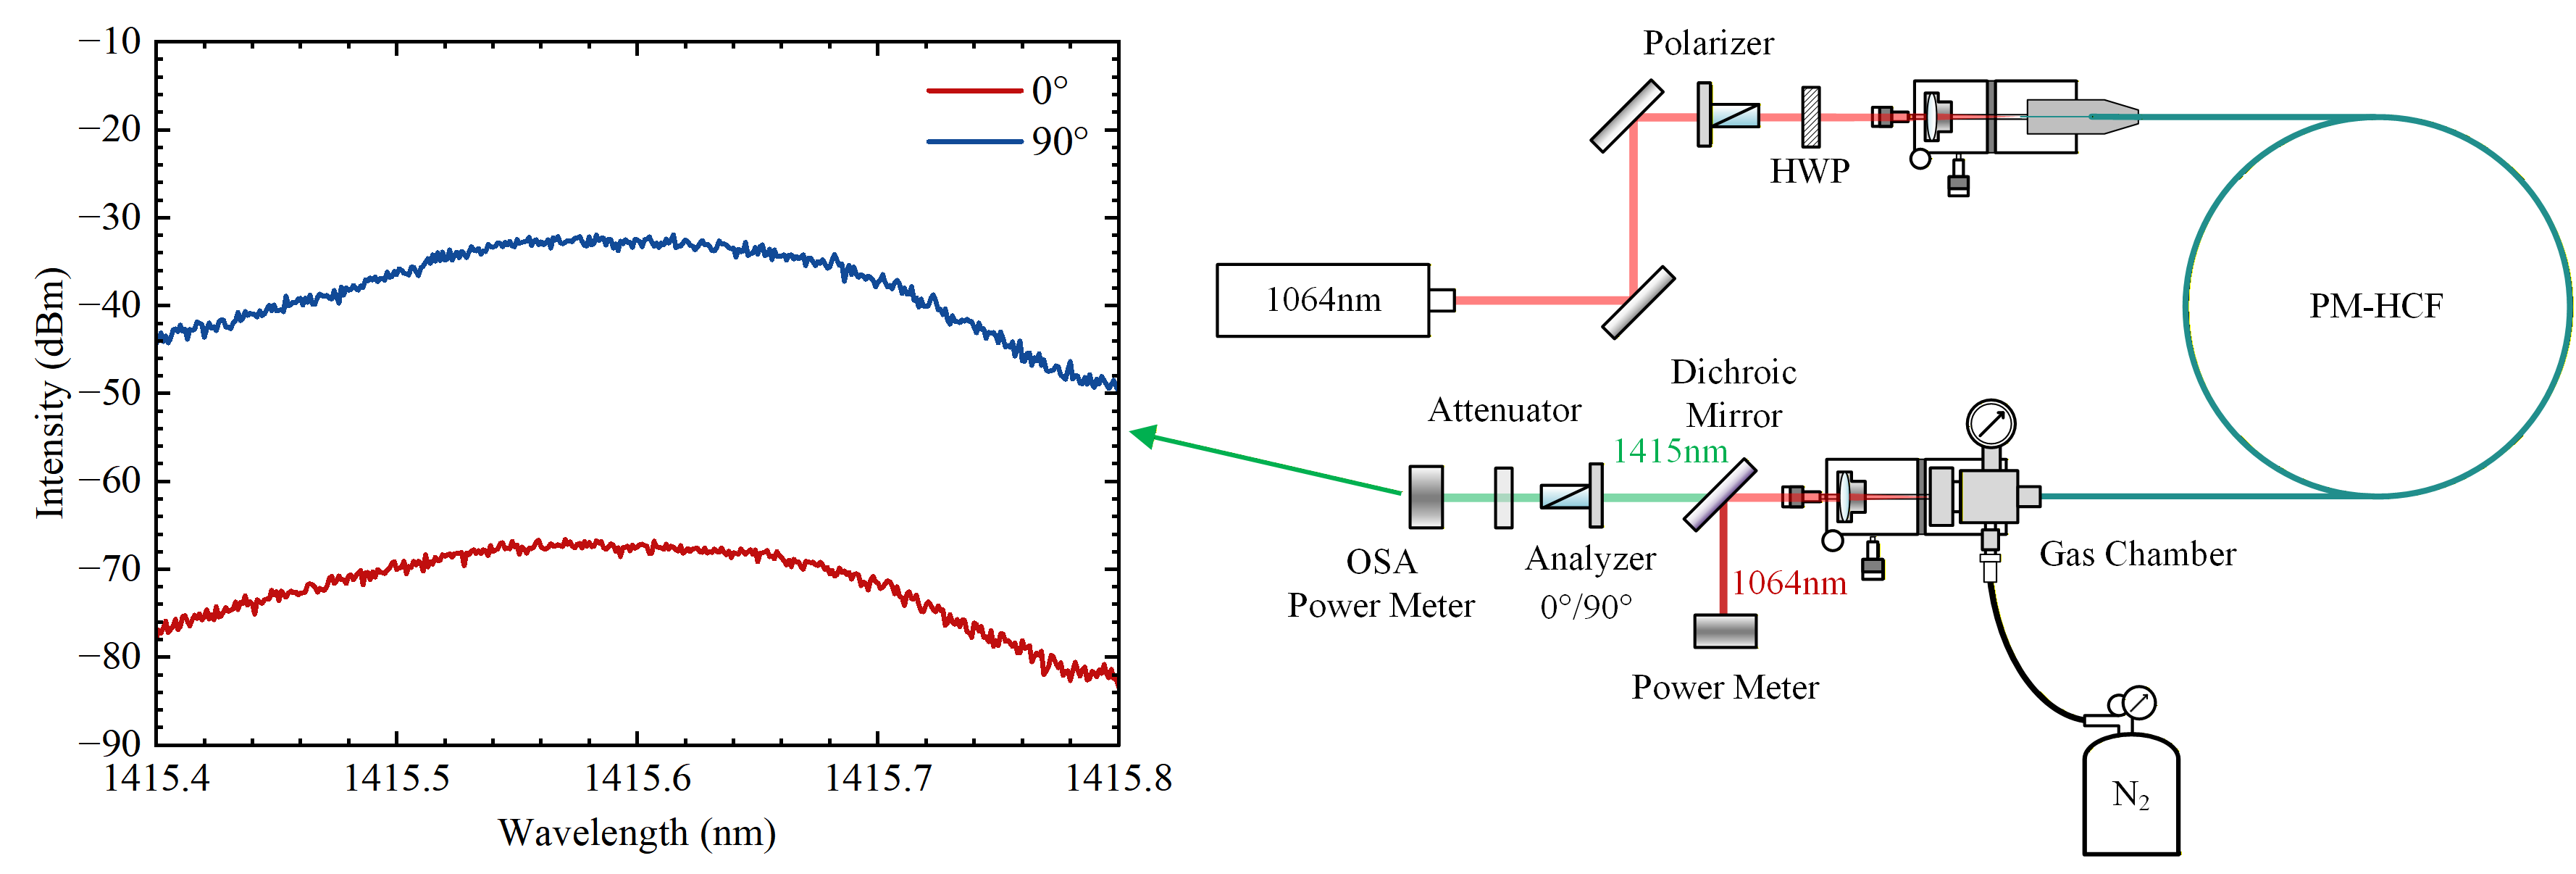 −10
−20
−30
−40
−50
−60
−70
−80
−90
Intensity (dBm)
0°
90°
1415.4
1415.5
1415.6
1415.7
1415.8
Wavelength (nm)
Polarizer
HWP
1064nm
PM-HCF
Dichroic
Mirror
Attenuator
1415nm
OSA
Power Meter
Analyzer
0°/90°
1064nm
Power Meter
Gas Chamber
N₂